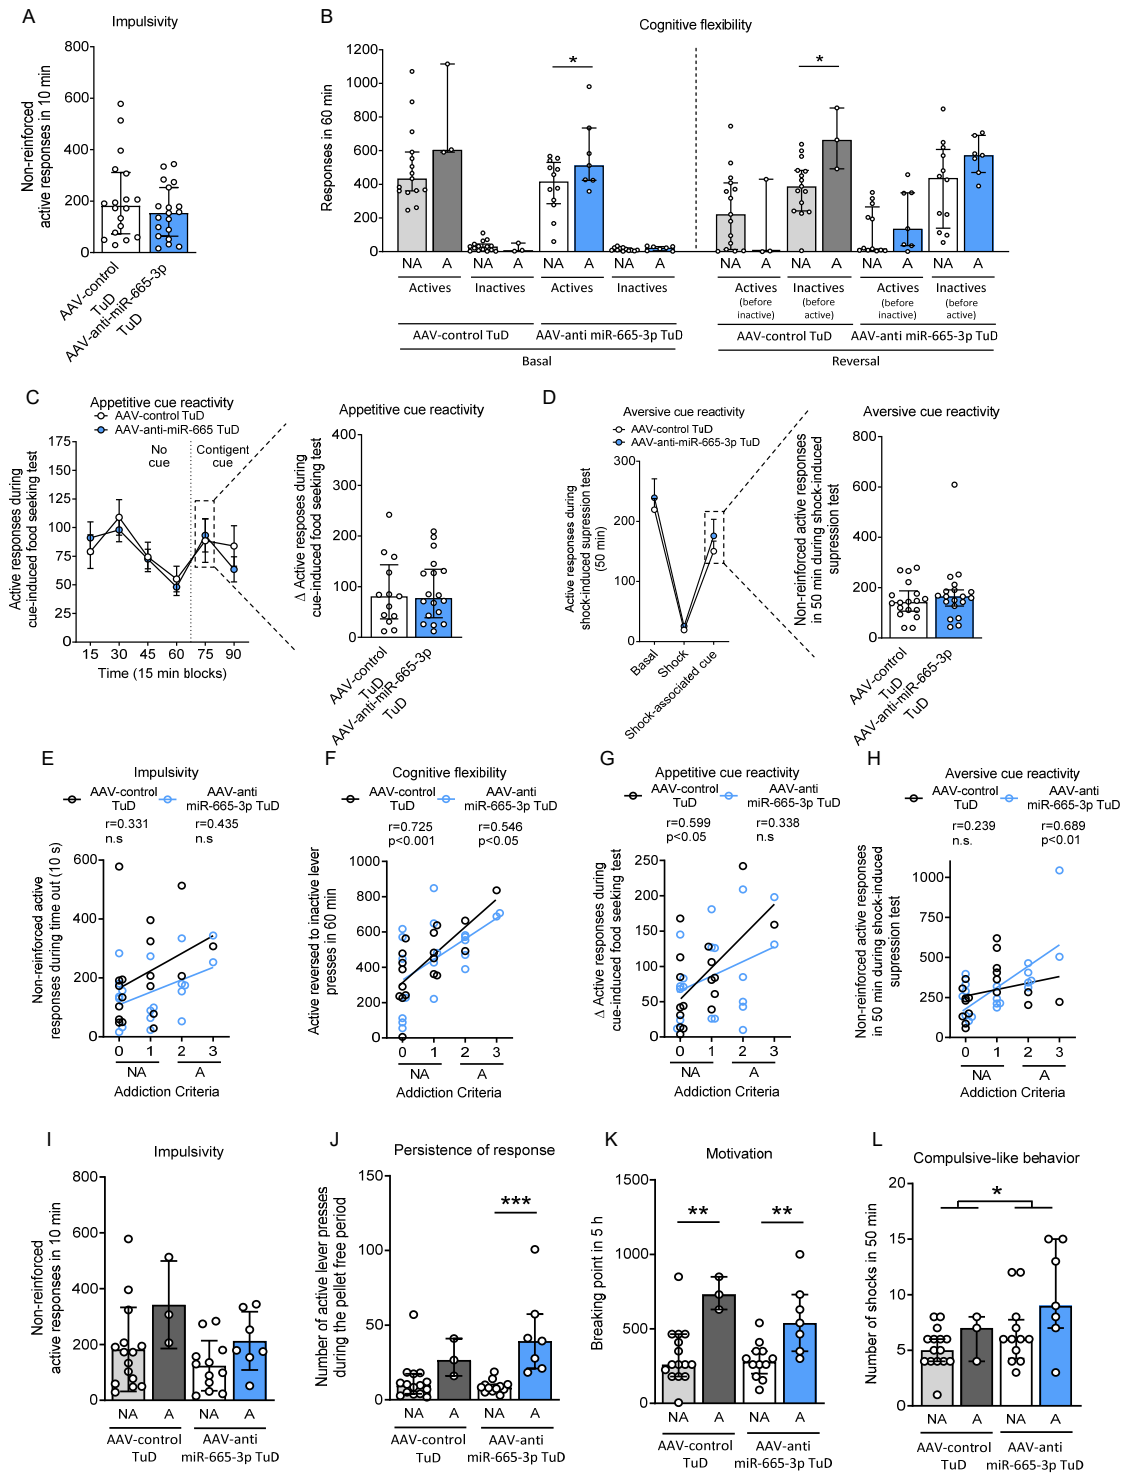 A
Impulsivity
Non-reinforced
active responses in 10 min
800
600
400
200
0
AAV-control
TuD
AAV-anti-miR-665-3p
TuD
B
Cognitive flexibility
Responses in 60 min
1200
1000
800
600
400
200
0
*
*
NA A NA A NA A NA A NA A NA A NA A NA A
Actives Inactives Actives Inactives
Actives Inactives Actives Inactives
(before inactive) (before active) (before inactive) (before active)
AAV-control TuD AAV-anti miR-665-3p TuD AAV-control TuD AAV-anti miR-665-3p TuD
Basal Reversal
C
Appetitive cue reactivity
AAV-control TuD
AAV-anti-miR-665 TuD
No cue
Contigent cue
Active responses during
cue-induced food seeking test
175
150
125
100
75
50
25
0
15 30 45 60 75 90
Time (15 min blocks)
Appetitive cue reactivity
Δ Active responses during
cue-induced food seeking test
400
300
200
100
0
AAV-control
TuD
AAV-anti-miR-665-3p
TuD
D
Aversive cue reactivity
AAV-control TuD
AAV-anti-miR-665-3p TuD
Active responses during
shock-induced supression test
(50 min)
300
200
100
0
Basal
Shock
Shock-associated cue
Aversive cue reactivity
Non-reinforced active responses
in 50 min during shock-induced
supression test
800
600
400
200
0
AAV-control
TuD
AAV-anti-miR-665-3p
TuD
E
Impulsivity
AAV-control TuD
AAV-anti miR-665-3p TuD
r=0.331 r=0.435
n.s n.s
Non-reinforced active
responses during time out (10 s)
600
400
200
0
0 1 2 3
NA A
Addiction Criteria
F
Cognitive flexibility
AAV-control TuD
AAV-anti miR-665-3p TuD
r=0.725 r=0.546
p<0.001 p<0.05
Active reversed to inactive lever
presses in 60 min
1000
800
600
400
200
0
0 1 2 3
NA A
Addiction Criteria
G
Appetitive cue reactivity
AAV-control TuD
AAV-anti miR-665-3p TuD
r=0.599 r=0.338
p<0.05 n.s
Δ Active responses during
cue-induced food seeking test
250
200
150
100
50
0
0 1 2 3
NA A
Addiction Criteria
H
Aversive cue reactivity
AAV-control TuD
AAV-anti miR-665-3p TuD
r=0.239 r=0.689
n.s. p<0.01
Non-reinforced active responses
in 50 min during shock-induced
supression test
1000
750
500
250
0
0 1 2 3
NA A
Addiction Criteria
I
Impulsivity
Non-reinforced
active responses in 10 min
800
600
400
200
0
NA A NA A
AAV-control AAV-anti
TuD miR-665-3p TuD
J
Persistence of response
Number of active lever presses
during the pellet free period
150
100
50
0
***
NA A NA A
AAV-control AAV-anti
TuD miR-665-3p TuD
K
Motivation
Breaking point in 5 h
1500
1000
500
0
** **
NA A NA A
AAV-control AAV-anti
TuD miR-665-3p TuD
L
Compulsive-like behavior
Number of shocks in 50 min
20
15
10
5
0
*
NA A NA A
AAV-control AAV-anti
TuD miR-665-3p TuD